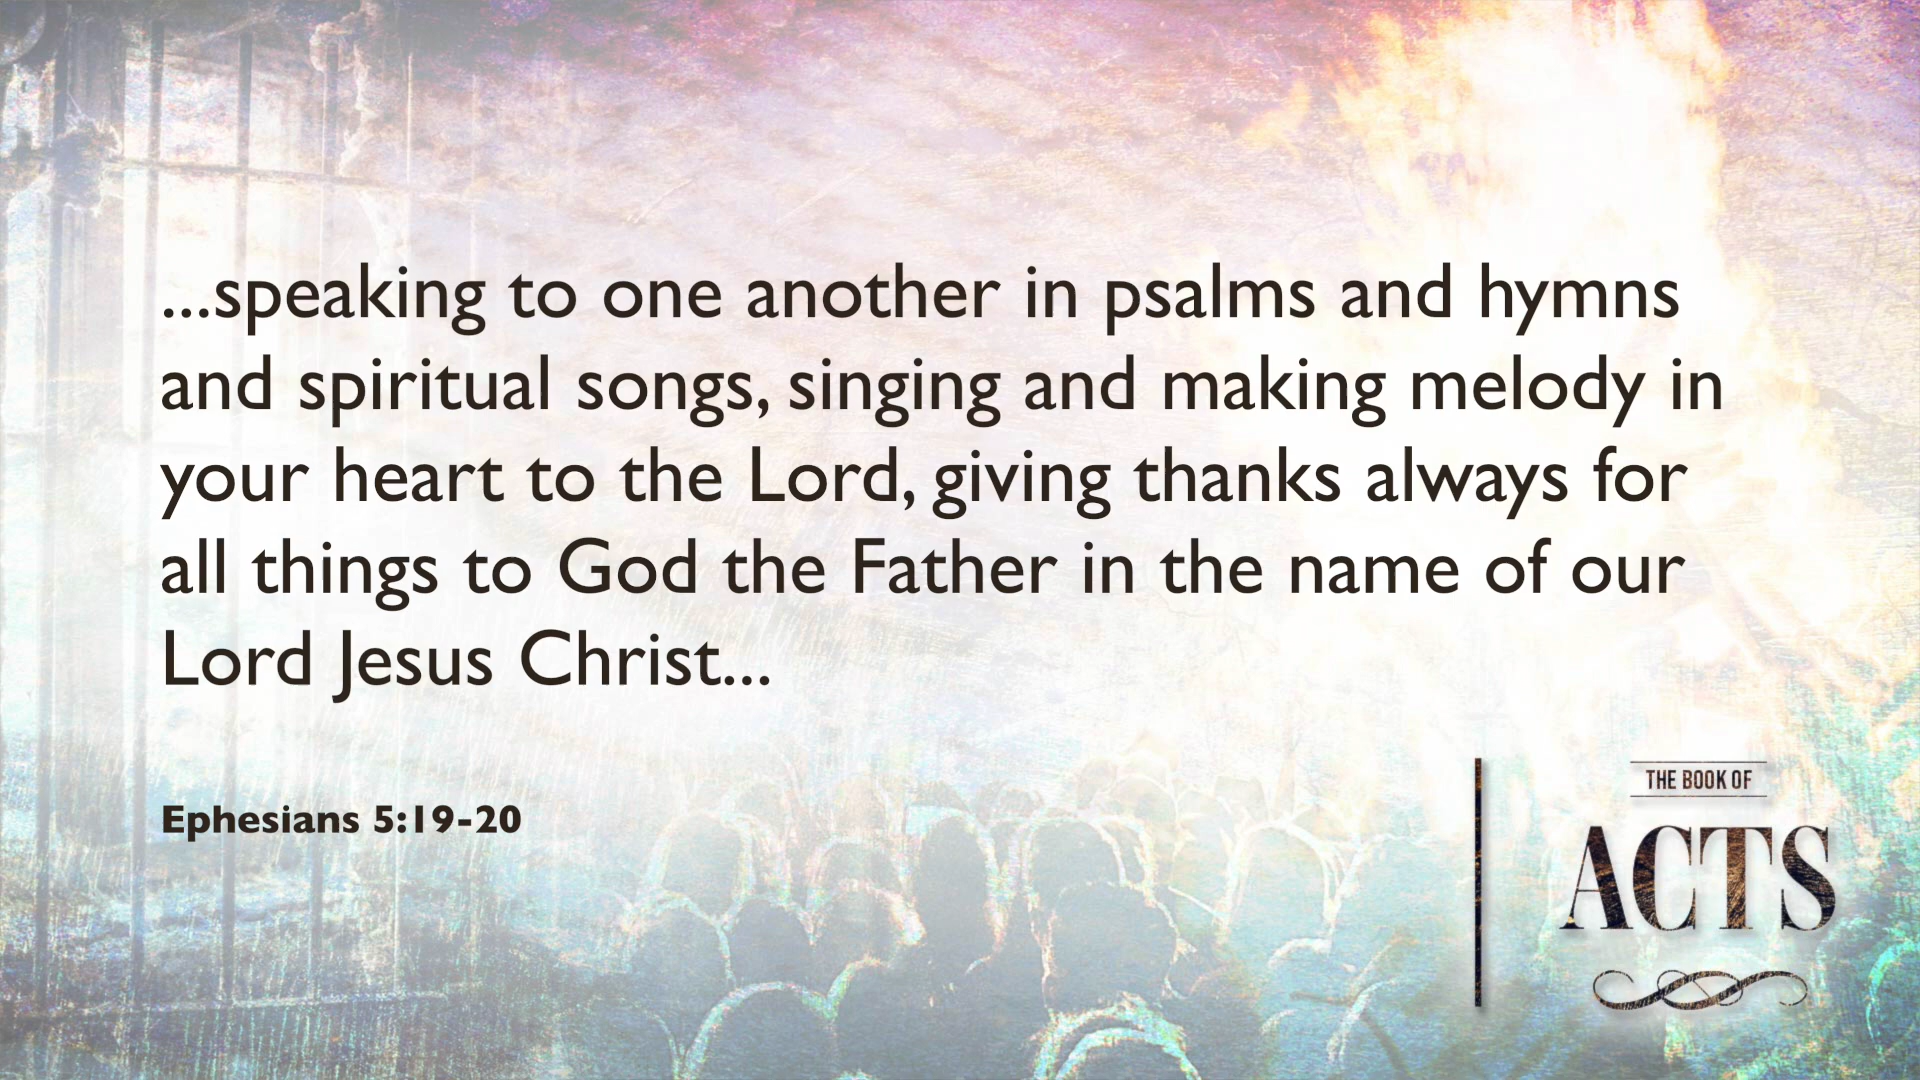 ...speaking to one another in psalms and hymns
and spiritual songs, singing and making melody in
your heart to the Lord, giving thanks always for
all things to God the Father in the name of our
Lord Jesus Christ...
Ephesians 5:19-20
THE BOOK OF
ACTS